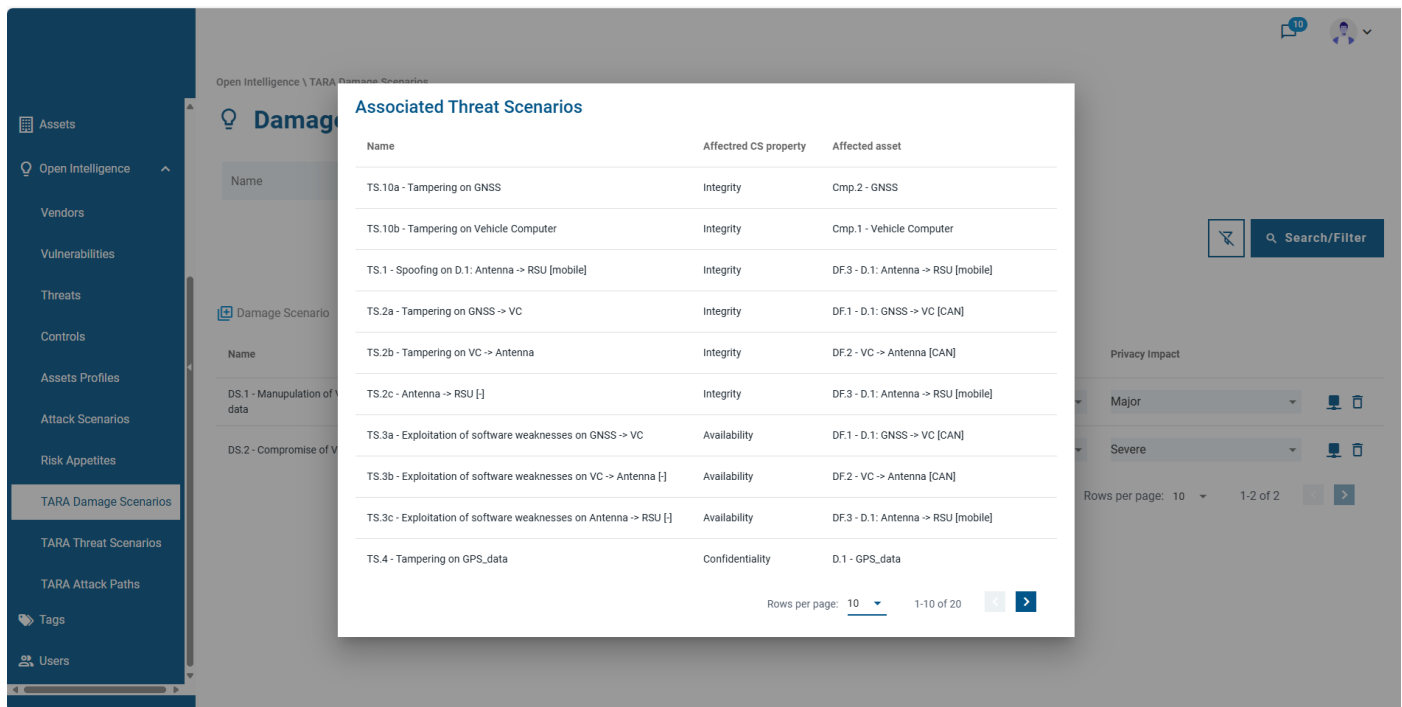 10
Open Intelligence \ TARA Damage Scenarios
Assets
Open Intelligence
Vendors
Vulnerabilities
Threats
Controls
Assets Profiles
Attack Scenarios
Risk Appetites
TARA Damage Scenarios
TARA Threat Scenarios
TARA Attack Paths
Tags
Users
Damag
Name
Search/Filter
Damage Scenario
Name
Privacy Impact
DS.1 - Manupulation of V
data
Major
DS.2 - Compromise of V
Severe
Rows per page: 10 1-2 of 2
Associated Threat Scenarios
Name Affectred CS property Affected asset
TS.10a - Tampering on GNSS Integrity Cmp.2 - GNSS
TS.10b - Tampering on Vehicle Computer Integrity Cmp.1 - Vehicle Computer
TS.1 - Spoofing on D.1: Antenna -> RSU [mobile] Integrity DF.3 - D.1: Antenna -> RSU [mobile]
TS.2a - Tampering on GNSS -> VC Integrity DF.1 - D.1: GNSS -> VC [CAN]
TS.2b - Tampering on VC -> Antenna Integrity DF.2 - VC -> Antenna [CAN]
TS.2c - Antenna -> RSU [-] Integrity DF.3 - D.1: Antenna -> RSU [mobile]
TS.3a - Exploitation of software weaknesses on GNSS -> VC Availability DF.1 - D.1: GNSS -> VC [CAN]
TS.3b - Exploitation of software weaknesses on VC -> Antenna [-] Availability DF.2 - VC -> Antenna [CAN]
TS.3c - Exploitation of software weaknesses on Antenna -> RSU [-] Availability DF.3 - D.1: Antenna -> RSU [mobile]
TS.4 - Tampering on GPS_data Confidentiality D.1 - GPS_data
Rows per page: 10 1-10 of 20